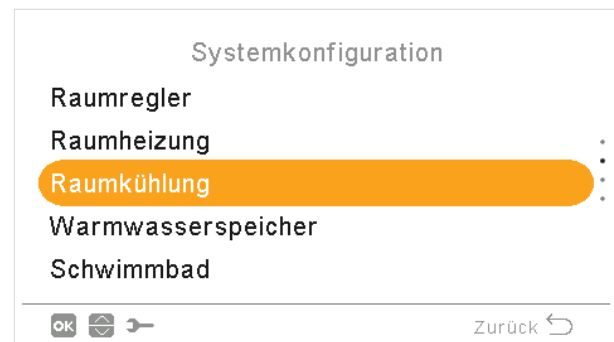 Systemkonfiguration
Raumregler
Raumheizung
Raumkühlung
Warmwasserspeicher
Schwimmbad
OK Zurück